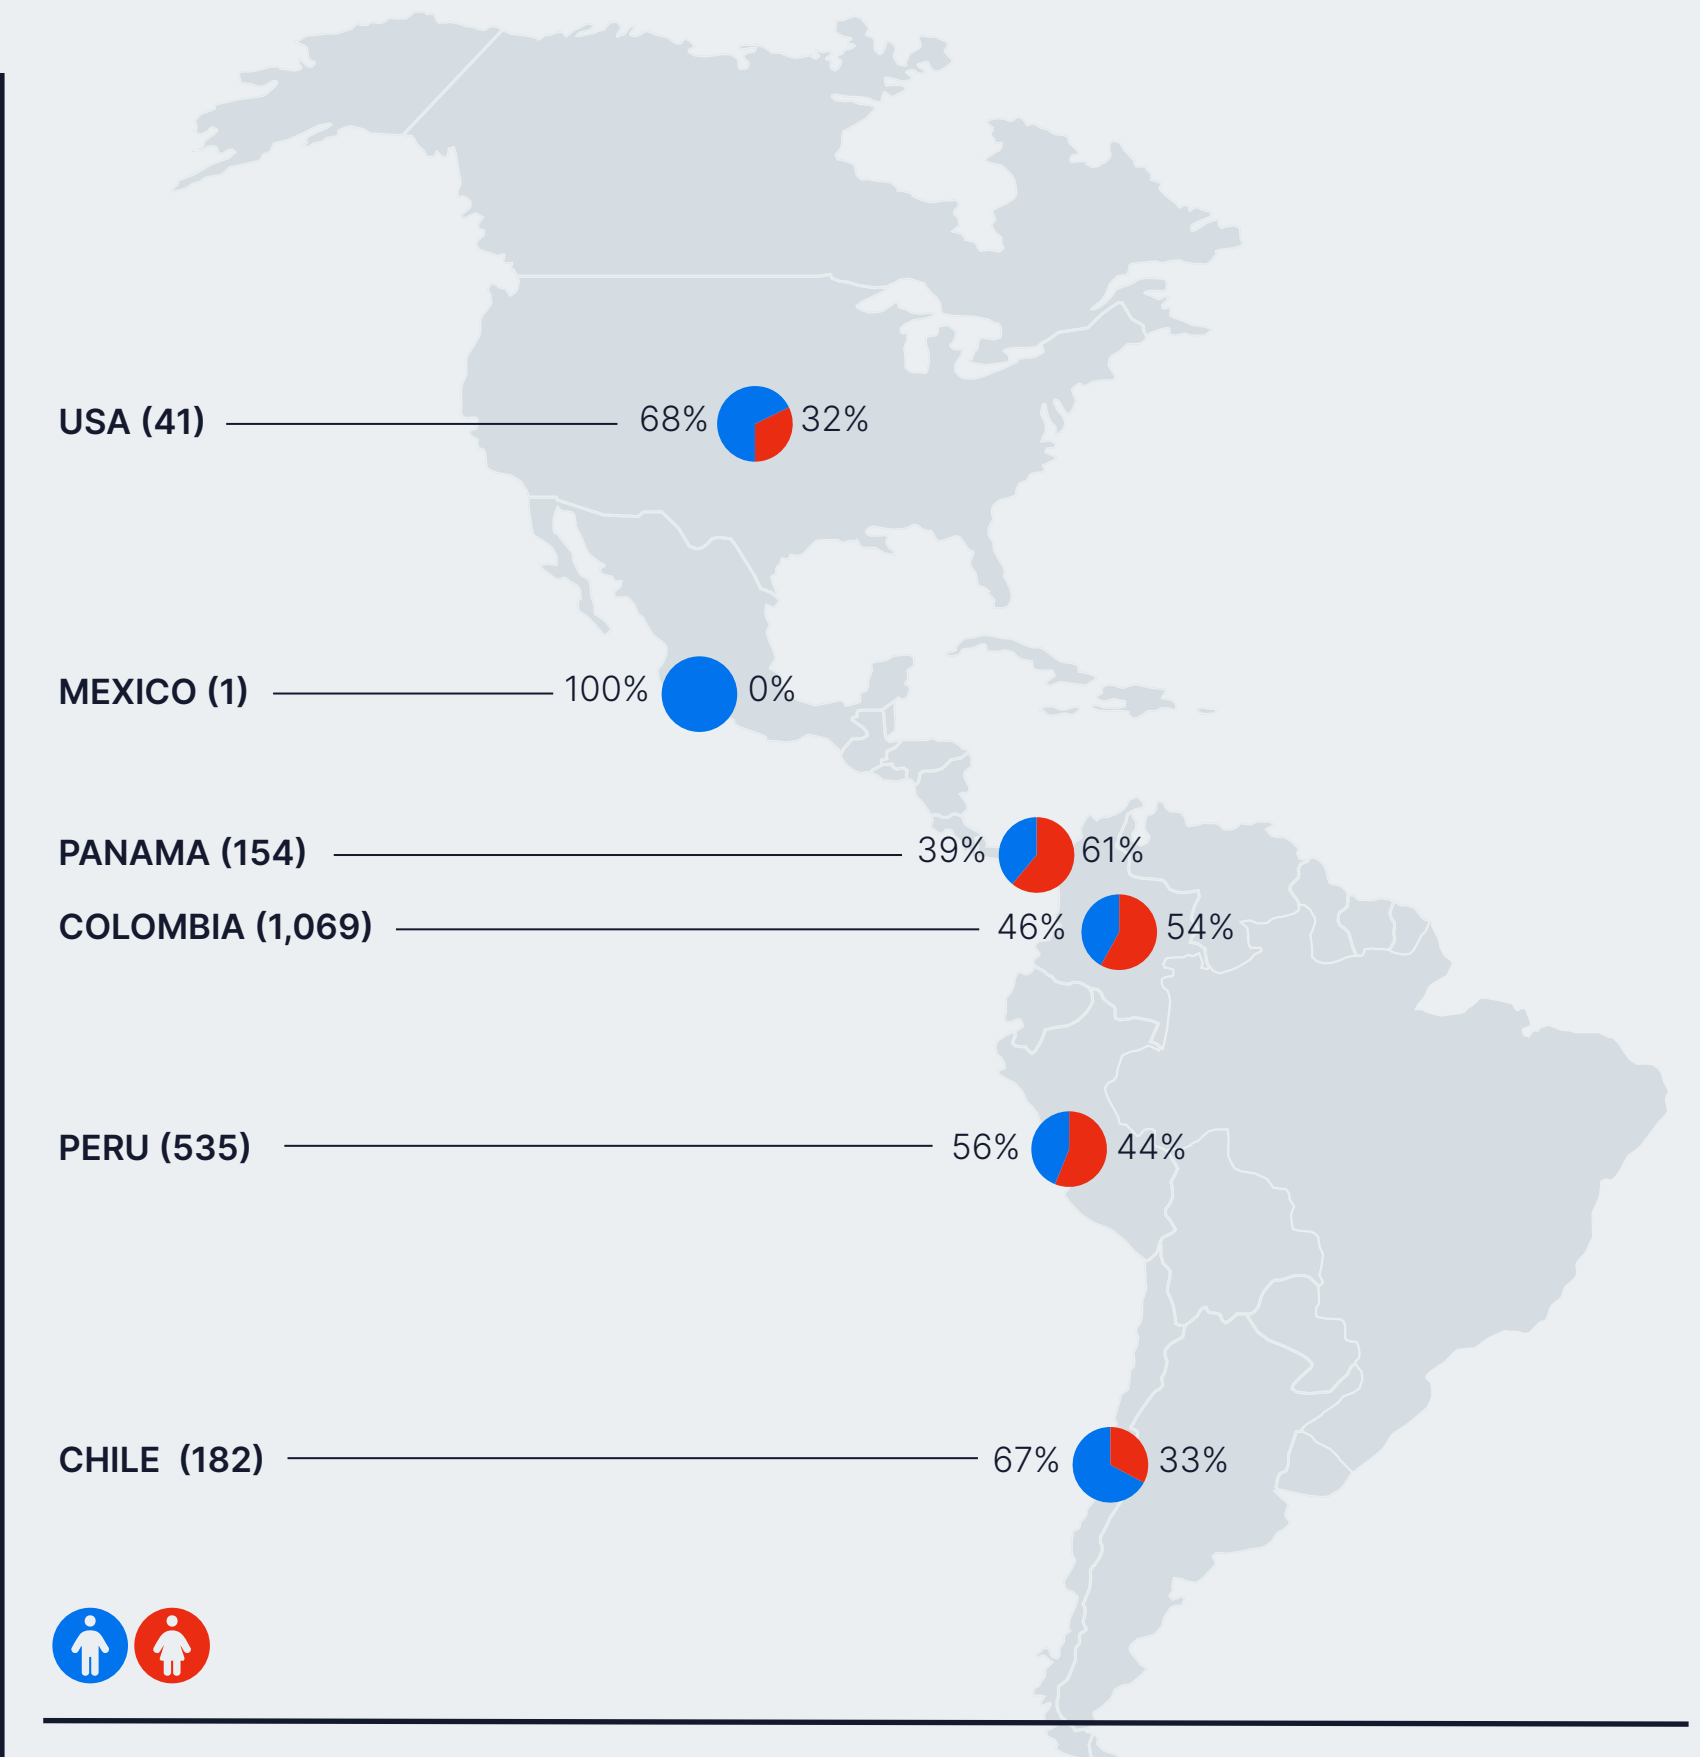 USA (41) 68% 32%
MEXICO (1) 100% 0%
PANAMA (154) 39% 61%
COLOMBIA (1,069) 46% 54%
PERU (535) 56% 44%
CHILE (182) 67% 33%